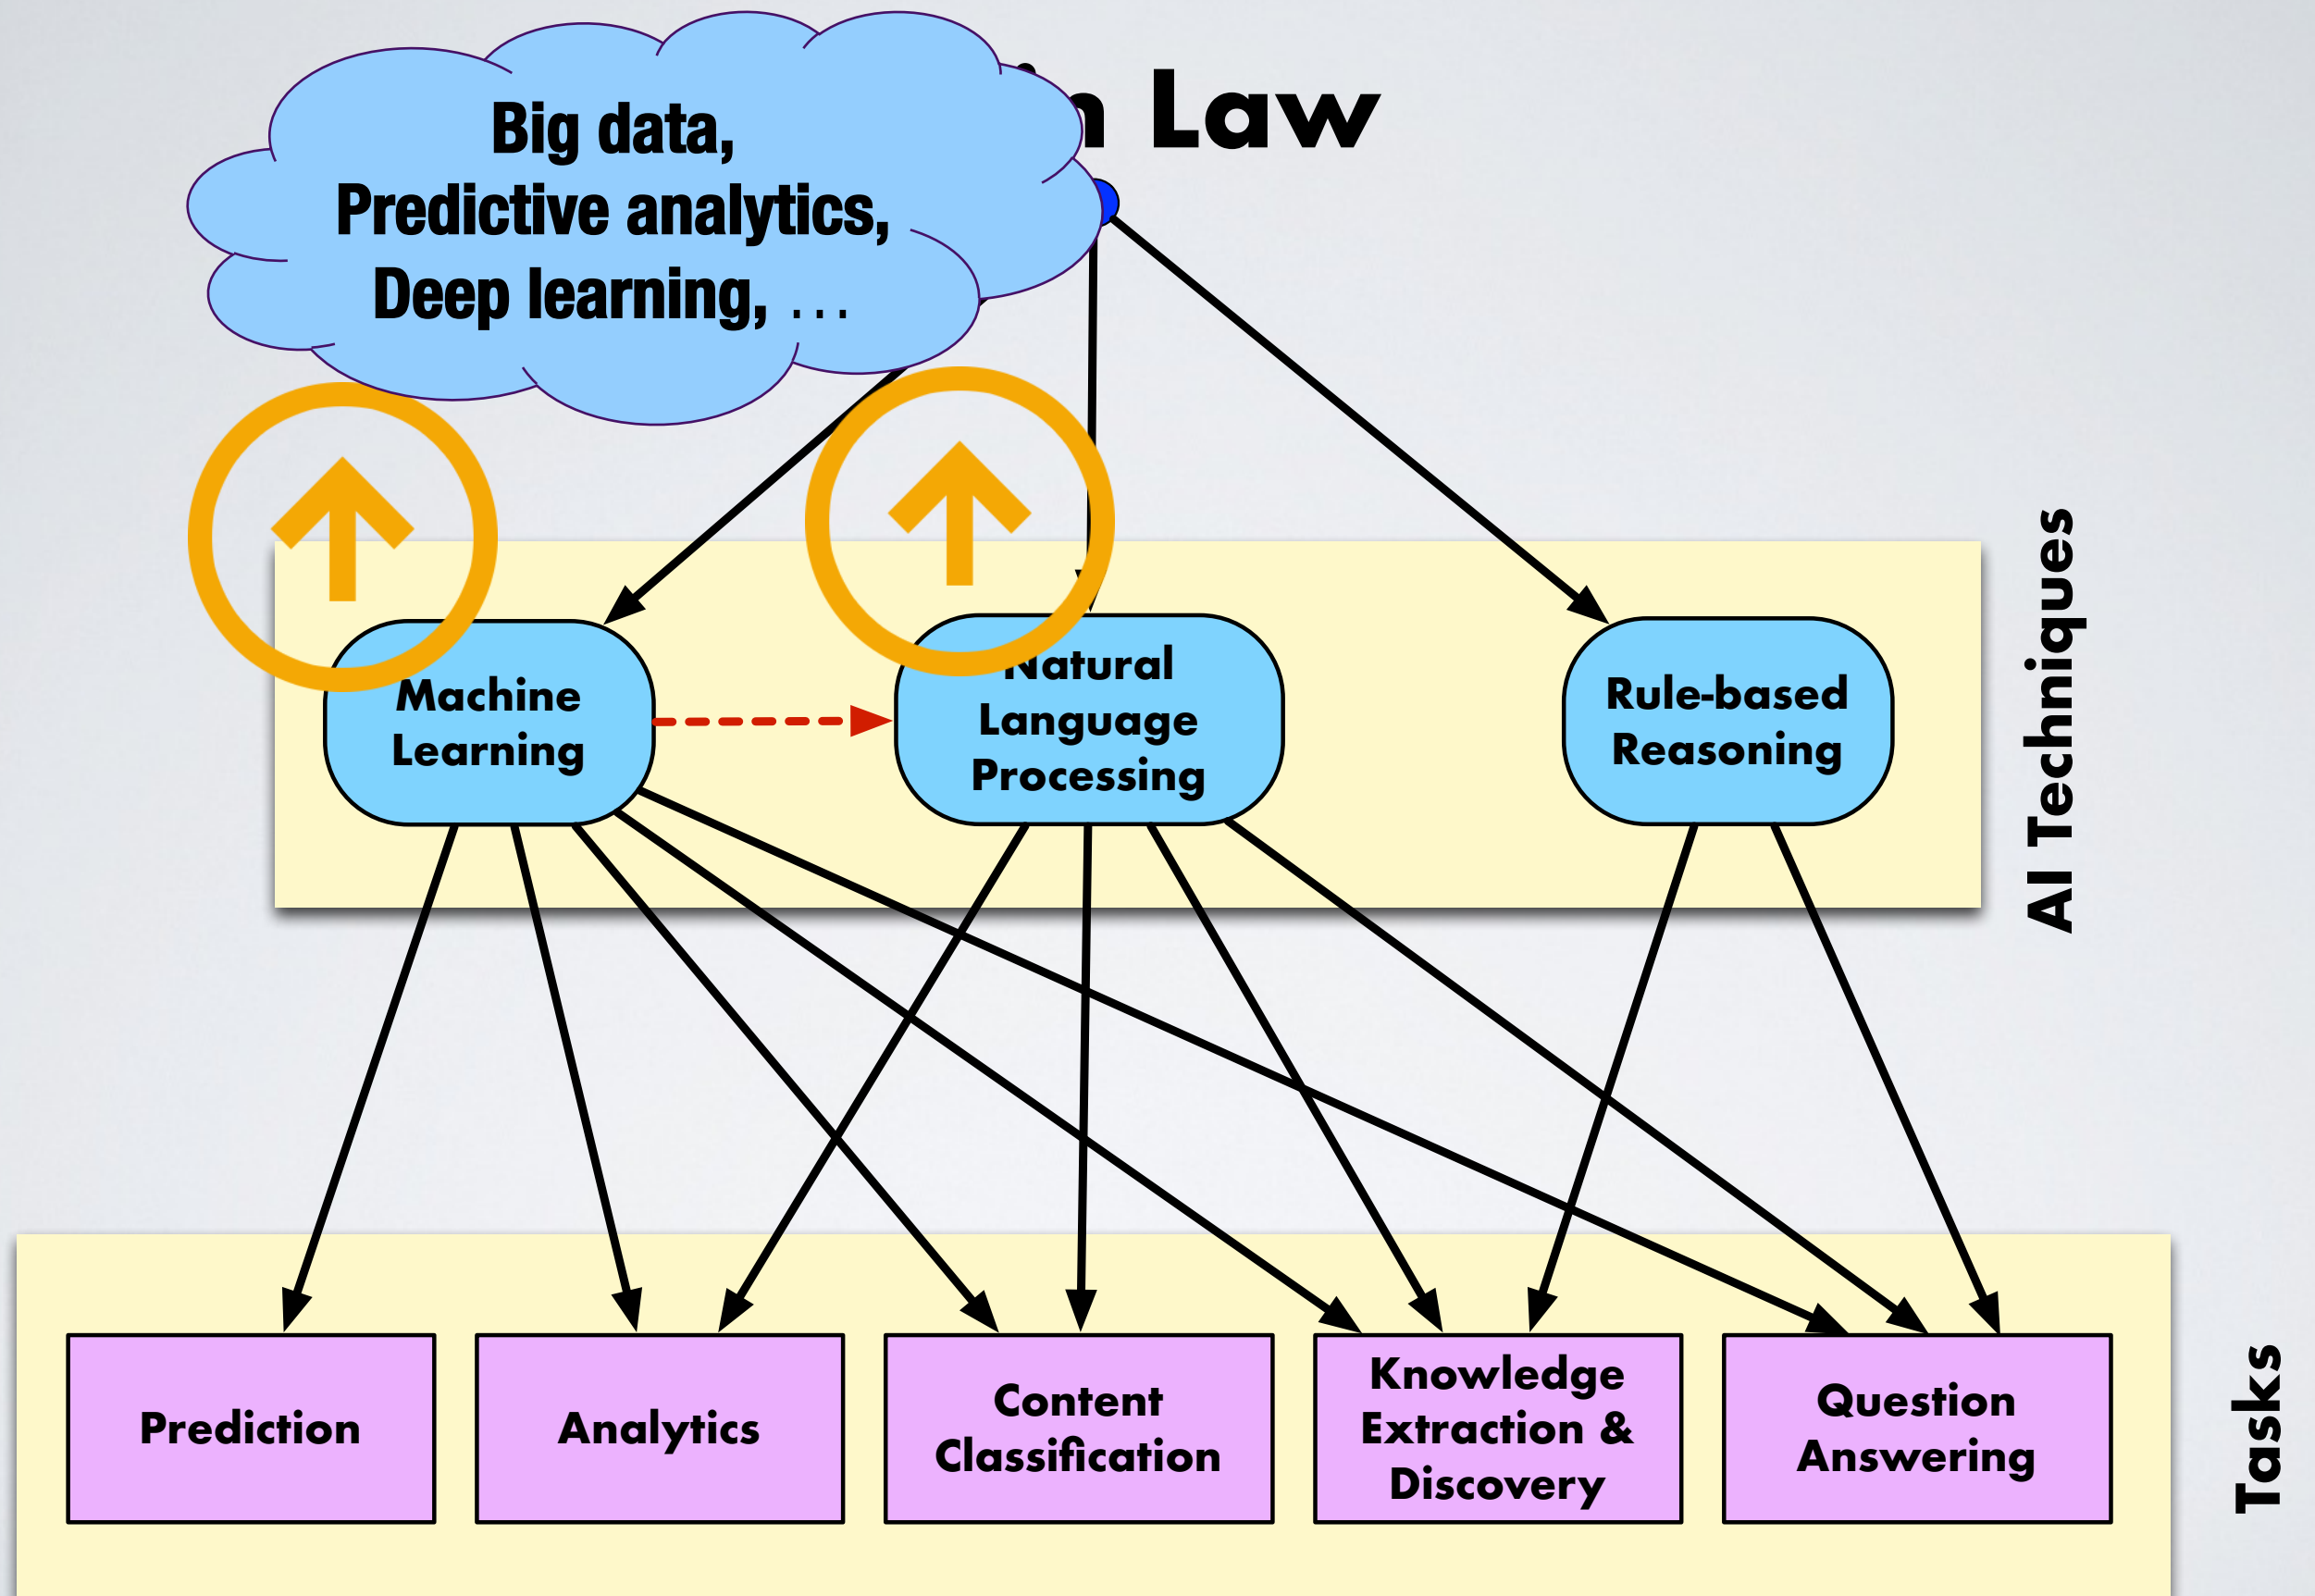 Big data,
Predictive analytics,
Deep learning, ...
Law
AI Techniques
Machine
Learning
Natural
Language
Processing
Rule-based
Reasoning
Tasks
Prediction
Analytics
Content
Classification
Knowledge
Extraction &
Discovery
Question
Answering